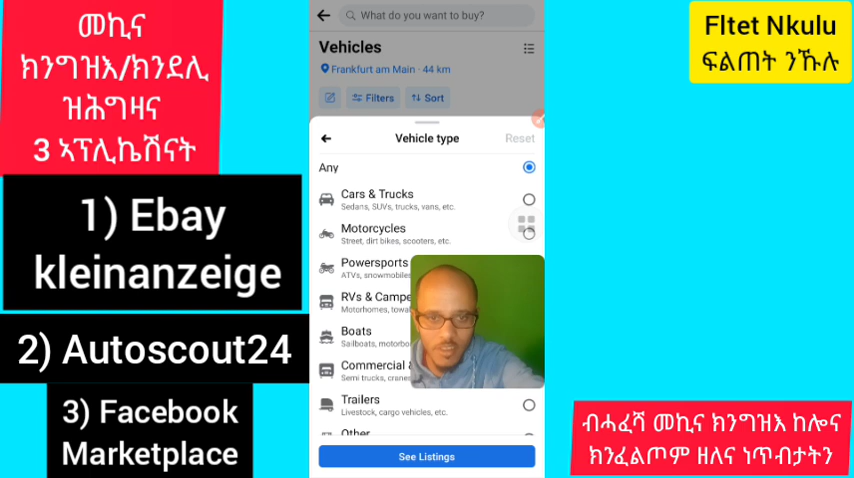 መኪና
ክንግዝእ/ክንደሊ
ዝሕግዛና
3 ኣፕሊኬሽናት
1) Ebay
kleinanzeige
2) Autoscout24
3) Facebook
Marketplace
What do you want to buy?
Vehicles
Frankfurt am Main · 44 km
Filters
Sort
Vehicle type
Reset
Any
Cars & Trucks
Sedans, SUVs, trucks, vans, etc.
Motorcycles
Street, dirt bikes, scooters, etc.
Powersports
ATVs, snowmobiles
RVs & Campe
Motorhomes, towa
Boats
Sailboats, motorbo
Commercial &
Semi trucks, cranes
Trailers
Livestock, cargo vehicles, etc.
Other
See Listings
Fltet Nkulu
ፍልጠት ንኹሉ
ብሓፈሻ መኪና ክንግዝእ ከሎና
ክንፈልጦም ዘለና ነጥብታትን